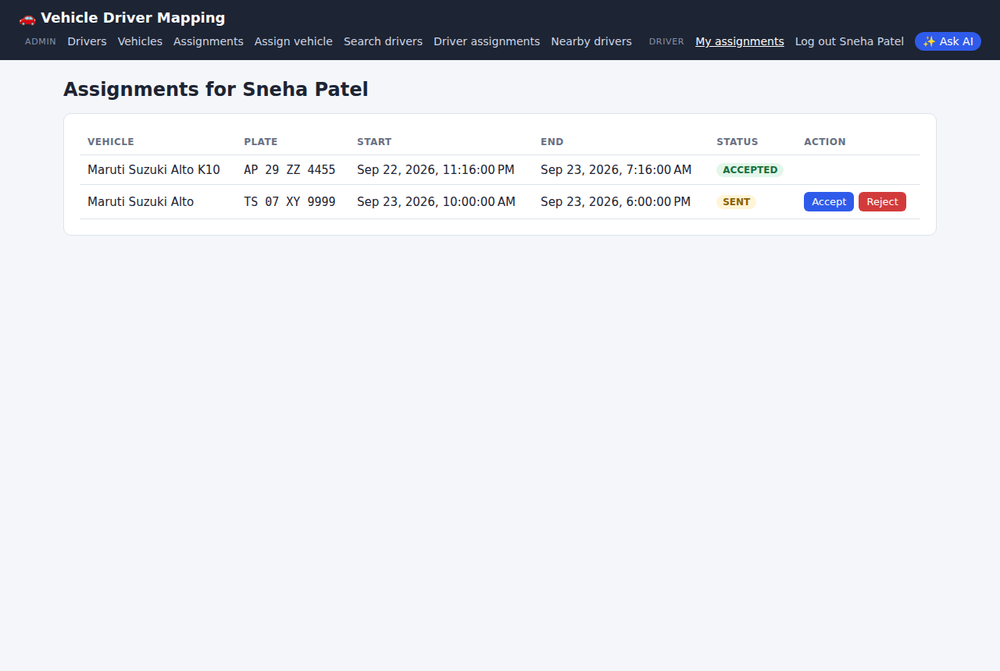 🚗 Vehicle Driver Mapping
ADMIN Drivers Vehicles Assignments Assign vehicle Search drivers Driver assignments Nearby drivers DRIVER My assignments Log out Sneha Patel ✨ Ask AI
Assignments for Sneha Patel
VEHICLE PLATE START END STATUS ACTION
Maruti Suzuki Alto K10 AP 29 ZZ 4455 Sep 22, 2026, 11:16:00 PM Sep 23, 2026, 7:16:00 AM ACCEPTED
Maruti Suzuki Alto TS 07 XY 9999 Sep 23, 2026, 10:00:00 AM Sep 23, 2026, 6:00:00 PM SENT Accept Reject